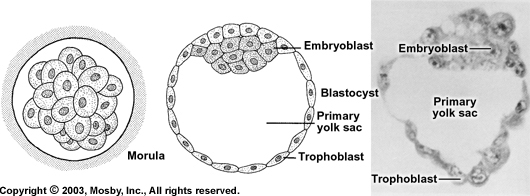 Morula
Embryoblast
Blastocyst
Primary
yolk sac
Trophoblast
Embryoblast
Primary
yolk sac
Trophoblast
Copyright © 2003, Mosby, Inc., All rights reserved.